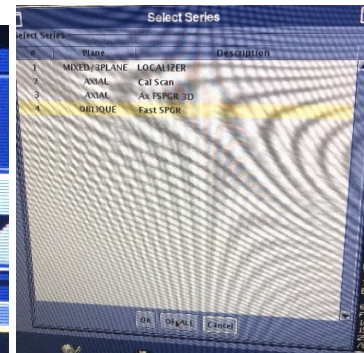 Select Series
Select Series
# Plane Description
1 MIXED/3PLANE LOCALIZER
2 AXIAL Cal Scan
3 AXIAL Ax FSPGR 3D
4 OBLIQUE Fast SPGR
OK Cancel